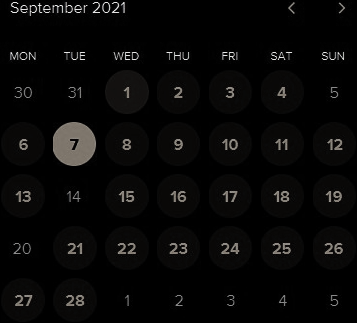 September 2021
MON TUE WED THU FRI SAT SUN
30 31 1 2 3 4 5
6 7 8 9 10 11 12
13 14 15 16 17 18 19
20 21 22 23 24 25 26
27 28 1 2 3 4 5